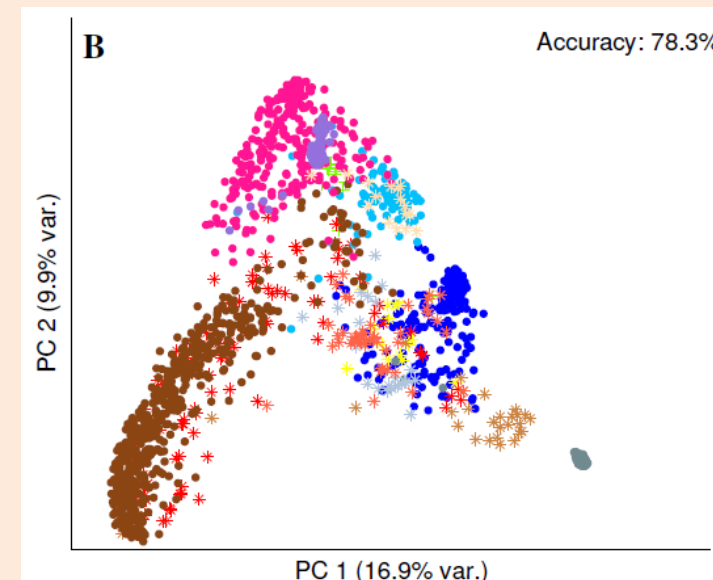 B
Accuracy: 78.3%
PC 2 (9.9% var.)
PC 1 (16.9% var.)